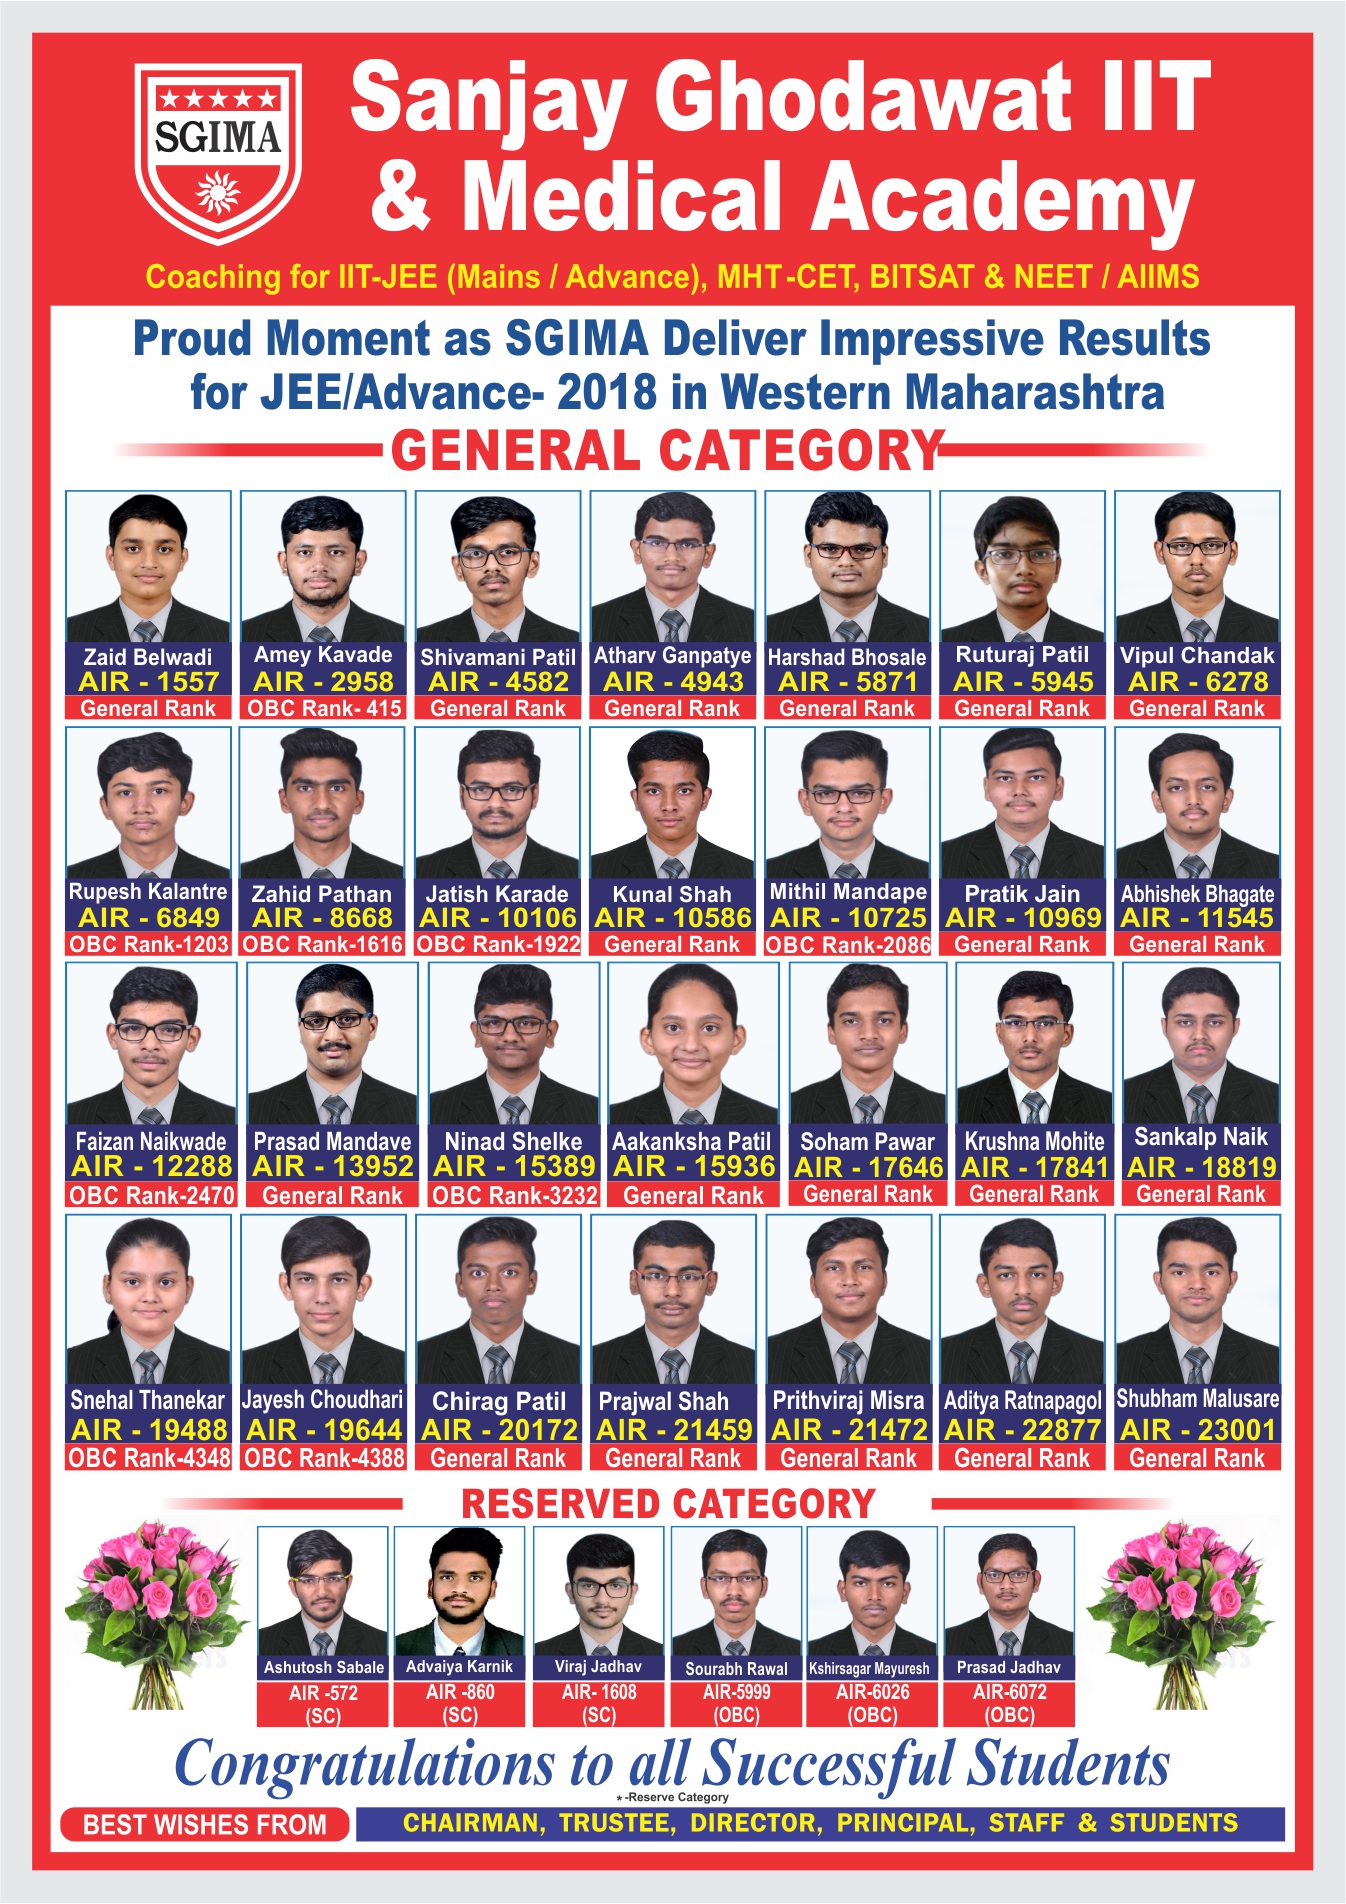 SGIMA
Sanjay Ghodawat IIT
& Medical Academy
Coaching for IIT-JEE (Mains / Advance), MHT-CET, BITSAT & NEET / AIIMS
Proud Moment as SGIMA Deliver Impressive Results
for JEE/Advance- 2018 in Western Maharashtra
GENERAL CATEGORY
Zaid Belwadi Amey Kavade Shivamani Patil Atharv Ganpatye Harshad Bhosale Ruturaj Patil Vipul Chandak
AIR - 1557 AIR - 2958 AIR - 4582 AIR - 4943 AIR - 5871 AIR - 5945 AIR - 6278
General Rank OBC Rank- 415 General Rank General Rank General Rank General Rank General Rank
Rupesh Kalantre Zahid Pathan Jatish Karade Kunal Shah Mithil Mandape Pratik Jain Abhishek Bhagate
AIR - 6849 AIR - 8668 AIR - 10106 AIR - 10586 AIR - 10725 AIR - 10969 AIR - 11545
OBC Rank-1203 OBC Rank-1616 OBC Rank-1922 General Rank OBC Rank-2086 General Rank General Rank
Faizan Naikwade Prasad Mandave Ninad Shelke Aakanksha Patil Soham Pawar Krushna Mohite Sankalp Naik
AIR - 12288 AIR - 13952 AIR - 15389 AIR - 15936 AIR - 17646 AIR - 17841 AIR - 18819
OBC Rank-2470 General Rank OBC Rank-3232 General Rank General Rank General Rank General Rank
Snehal Thanekar Jayesh Choudhari Chirag Patil Prajwal Shah Prithviraj Misra Aditya Ratnapagol Shubham Malusare
AIR - 19488 AIR - 19644 AIR - 20172 AIR - 21459 AIR - 21472 AIR - 22877 AIR - 23001
OBC Rank-4348 OBC Rank-4388 General Rank General Rank General Rank General Rank General Rank
RESERVED CATEGORY
Ashutosh Sabale Advaiya Karnik Viraj Jadhav Sourabh Rawal Kshirsagar Mayuresh Prasad Jadhav
AIR -572 AIR -860 AIR- 1608 AIR-5999 AIR-6026 AIR-6072
(SC) (SC) (SC) (OBC) (OBC) (OBC)
Congratulations to all Successful Students
*-Reserve Category
BEST WISHES FROM CHAIRMAN, TRUSTEE, DIRECTOR, PRINCIPAL, STAFF & STUDENTS